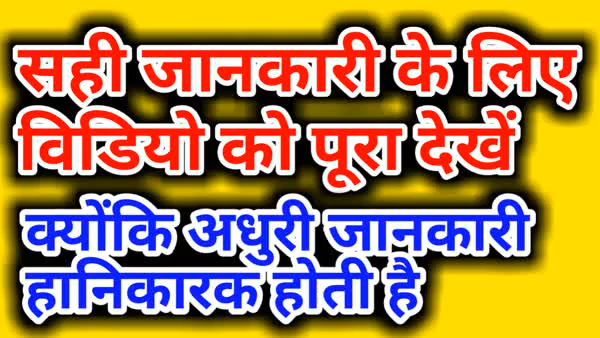 सही जानकारी के लिए
विडियो को पूरा देखें
क्योंकि अधुरी जानकारी
हानिकारक होती है